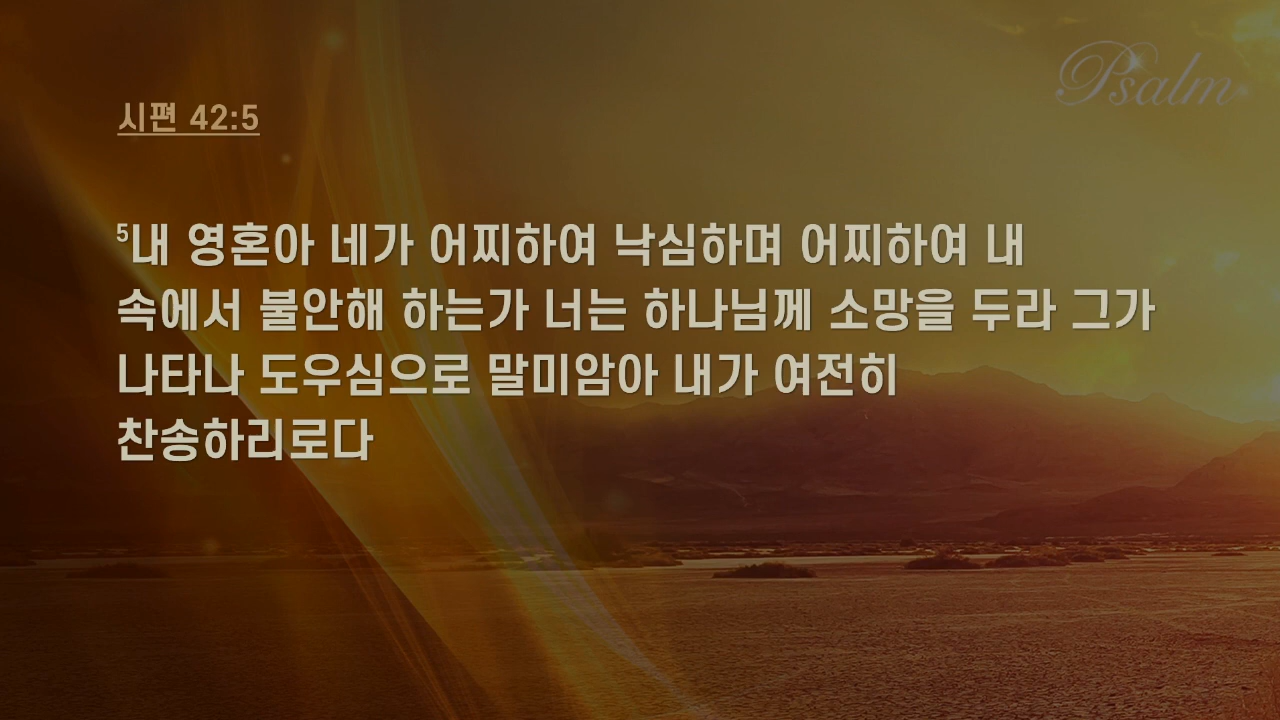 Psalm
시편 42:5
5내 영혼아 네가 어찌하여 낙심하며 어찌하여 내
속에서 불안해 하는가 너는 하나님께 소망을 두라 그가
나타나 도우심으로 말미암아 내가 여전히
찬송하리로다